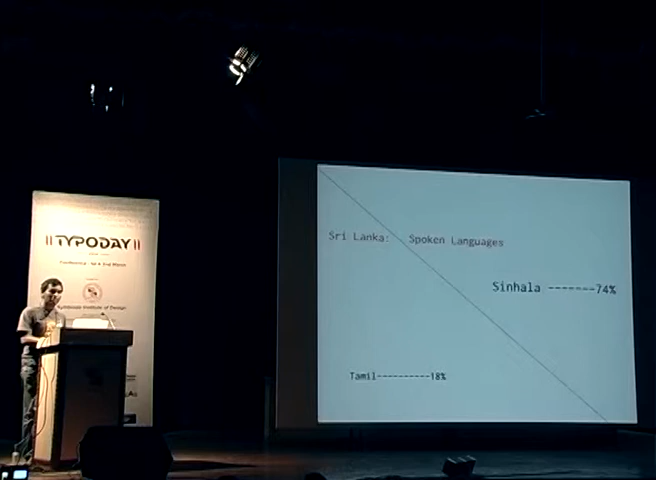 TYPODAY
Sri Lanka: Spoken Languages
Sinhala -------74%
Tamil----------18%